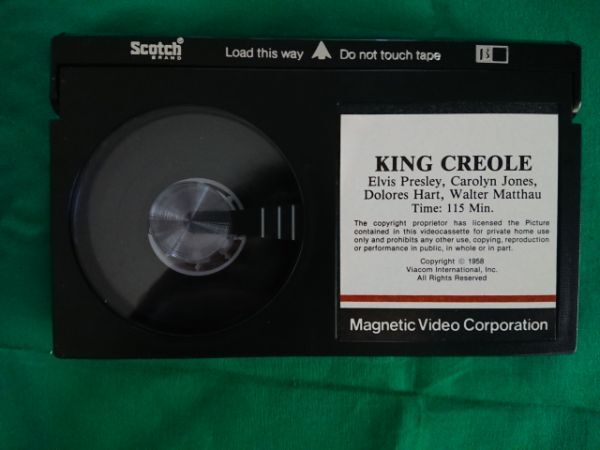 Scotch® Load this way Do not touch tape B
BRAND
KING CREOLE
Elvis Presley, Carolyn Jones,
Dolores Hart, Walter Matthau
Time: 115 Min.
The copyright proprietor has licensed the Picture
contained in this videocassette for private home use
only and prohibits any other use, copying, reproduction
or performance in public, in whole or in part.
Copyright © 1958
Viacom International, Inc.
All Rights Reserved
Magnetic Video Corporation